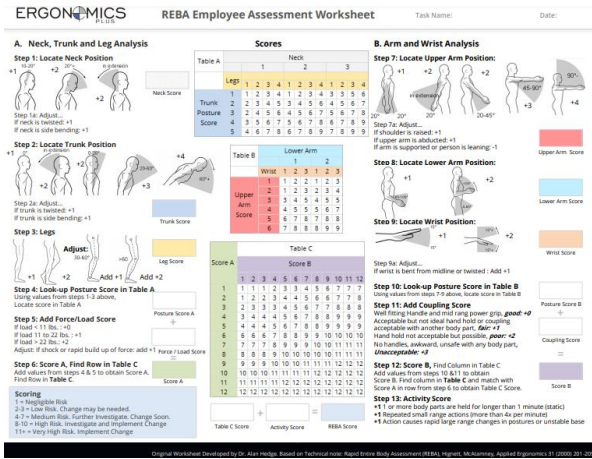 ERGONOMICS
PLUS
REBA Employee Assessment Worksheet
Task Name:
Date:
A. Neck, Trunk and Leg Analysis
Step 1: Locate Neck Position
+1
+2
in extension
+2
Neck Score
Step 1a: Adjust...
If neck is twisted: +1
If neck is side bending: +1
Step 2: Locate Trunk Position
+1
+2
+2
+3
+4
Step 2a: Adjust...
If trunk is twisted: +1
If trunk is side bending: +1
Trunk Score
Step 3: Legs
Adjust:
30-60°
>60
+1
+2
Add +1
Add +2
Leg Score
Step 4: Look-up Posture Score in Table A
Using values from steps 1-3 above,
Locate score in Table A
Posture Score A
+
Step 5: Add Force/Load Score
If load < 11 lbs. : +0
If load 11 to 22 lbs. : +1
If load > 22 lbs.: +2
Adjust: If shock or rapid build up of force: add +1
Force / Load Score
=
Step 6: Score A, Find Row in Table C
Add values from steps 4 & 5 to obtain Score A.
Find Row in Table C.
Score A
Scoring
1 = Negligible Risk
2-3 = Low Risk. Change may be needed.
4-7 = Medium Risk. Further Investigate. Change Soon.
8-10 = High Risk. Investigate and Implement Change
11+ = Very High Risk. Implement Change
Scores
Table A
Neck
1 2 3
Legs 1 2 3 4 1 2 3 4 1 2 3 4
Trunk Posture Score
1 1 2 3 4 1 2 3 4 3 3 5 6
2 2 3 4 5 3 4 5 6 4 5 6 7
3 2 4 5 6 4 5 6 7 5 6 7 8
4 3 5 6 7 5 6 7 8 6 7 8 9
5 4 6 7 8 6 7 8 9 7 8 9 9
Table B
Lower Arm
1 2
Wrist 1 2 3 1 2 3
Upper Arm Score
1 1 2 2 1 2 3
2 1 2 3 2 3 4
3 3 4 5 4 5 5
4 4 5 5 5 6 7
5 6 7 8 7 8 8
6 7 8 8 8 9 9
Table C
Score A
Score B
1 2 3 4 5 6 7 8 9 10 11 12
1 1 1 1 2 3 3 4 5 6 7 7 7
2 1 2 2 3 4 4 5 6 6 7 7 8
3 2 3 3 3 4 5 6 7 7 8 8 8
4 3 4 4 4 5 6 7 8 8 9 9 9
5 4 4 4 5 6 7 8 8 9 9 9 9
6 6 6 6 7 8 8 9 9 10 10 10 10
7 7 7 7 8 9 9 9 10 10 11 11 11
8 8 8 8 9 10 10 10 10 10 11 11 11
9 9 9 9 10 10 10 11 11 11 12 12 12
10 10 10 10 11 11 11 11 12 12 12 12 12
11 11 11 11 11 12 12 12 12 12 12 12 12
12 12 12 12 12 12 12 12 12 12 12 12 12
+
=
Table C Score
Activity Score
REBA Score
B. Arm and Wrist Analysis
Step 7: Locate Upper Arm Position:
+1
+2
in extension
+2
+3
+4
20°
20°
20°
20-45°
45-90°
90°+
Step 7a: Adjust...
If shoulder is raised: +1
If upper arm is abducted: +1
If arm is supported or person is leaning: -1
Upper Arm Score
Step 8: Locate Lower Arm Position:
+1
+2
Lower Arm Score
Step 9: Locate Wrist Position:
+1
+2
Wrist Score
Step 9a: Adjust...
If wrist is bent from midline or twisted : Add +1
Step 10: Look-up Posture Score in Table B
Using values from steps 7-9 above, locate score in Table B
Posture Score B
+
Step 11: Add Coupling Score
Well fitting Handle and mid rang power grip, good: +0
Acceptable but not ideal hand hold or coupling
acceptable with another body part, fair: +1
Hand hold not acceptable but possible, poor: +2
No handles, awkward, unsafe with any body part,
Unacceptable: +3
Coupling Score
=
Step 12: Score B, Find Column in Table C
Add values from steps 10 &11 to obtain
Score B. Find column in Table C and match with
Score A in row from step 6 to obtain Table C Score.
Score B
Step 13: Activity Score
+1 1 or more body parts are held for longer than 1 minute (static)
+1 Repeated small range actions (more than 4x per minute)
+1 Action causes rapid large range changes in postures or unstable base
Original Worksheet Developed by Dr. Alan Hedge. Based on Technical note: Rapid Entire Body Assessment (REBA), Hignett, McAtamney, Applied Ergonomics 31 (2000) 201-205